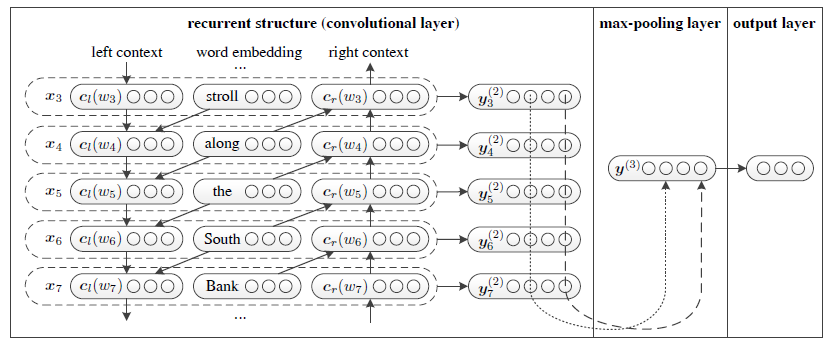 recurrent structure (convolutional layer) max-pooling layer output layer
left context word embedding right context
...
x₃ cₗ(w₃) stroll cᵣ(w₃) y₃⁽²⁾
x₄ cₗ(w₄) along cᵣ(w₄) y₄⁽²⁾
y⁽³⁾
x₅ cₗ(w₅) the cᵣ(w₅) y₅⁽²⁾
x₆ cₗ(w₆) South cᵣ(w₆) y₆⁽²⁾
x₇ cₗ(w₇) Bank cᵣ(w₇) y₇⁽²⁾
...